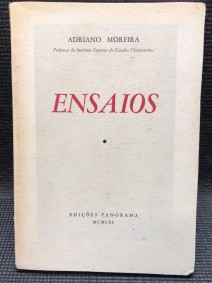 ADRIANO MOREIRA
Professor do Instituto Superior de Estudos Ultramarinos
ENSAIOS
EDIÇÕES PANORAMA
MCMLXI